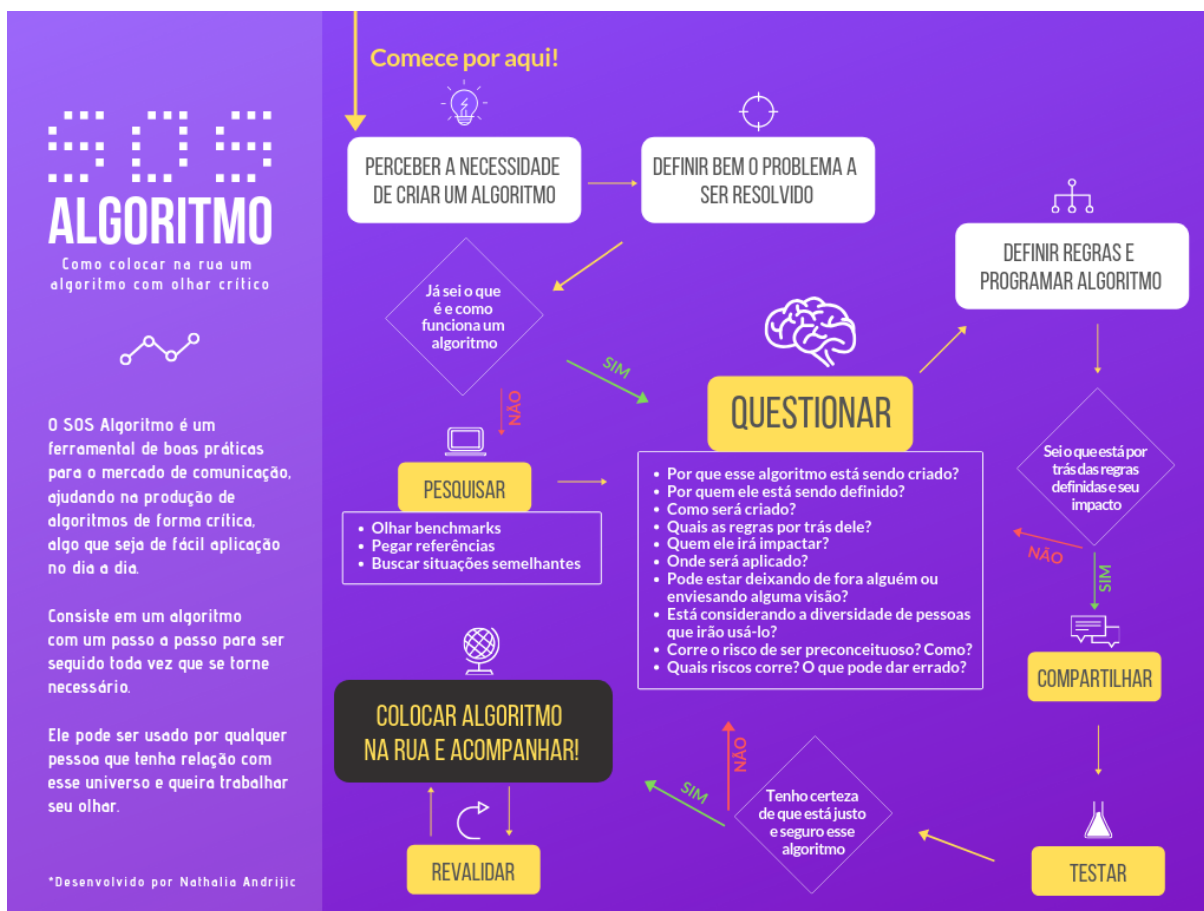 SOS
ALGORITMO
Como colocar na rua um
algoritmo com olhar crítico
O SOS Algoritmo é um
ferramental de boas práticas
para o mercado de comunicação,
ajudando na produção de
algoritmos de forma crítica,
algo que seja de fácil aplicação
no dia a dia.
Consiste em um algoritmo
com um passo a passo para ser
seguido toda vez que se torne
necessário.
Ele pode ser usado por qualquer
pessoa que tenha relação com
esse universo e queira trabalhar
seu olhar.
*Desenvolvido por Nathalia Andrijic
Comece por aqui!
PERCEBER A NECESSIDADE
DE CRIAR UM ALGORITMO
DEFINIR BEM O PROBLEMA A
SER RESOLVIDO
Já sei o que
é e como
funciona um
algoritmo
SIM
NÃO
PESQUISAR
• Olhar benchmarks
• Pegar referências
• Buscar situações semelhantes
QUESTIONAR
• Por que esse algoritmo está sendo criado?
• Por quem ele está sendo definido?
• Como será criado?
• Quais as regras por trás dele?
• Quem ele irá impactar?
• Onde será aplicado?
• Pode estar deixando de fora alguém ou
enviesando alguma visão?
• Está considerando a diversidade de pessoas
que irão usá-lo?
• Corre o risco de ser preconceituoso? Como?
• Quais riscos corre? O que pode dar errado?
DEFINIR REGRAS E
PROGRAMAR ALGORITMO
Sei o que está por
trás das regras
definidas e seu
impacto
NÃO
SIM
COMPARTILHAR
TESTAR
Tenho certeza
de que está justo
e seguro esse
algoritmo
NÃO
SIM
COLOCAR ALGORITMO
NA RUA E ACOMPANHAR!
REVALIDAR